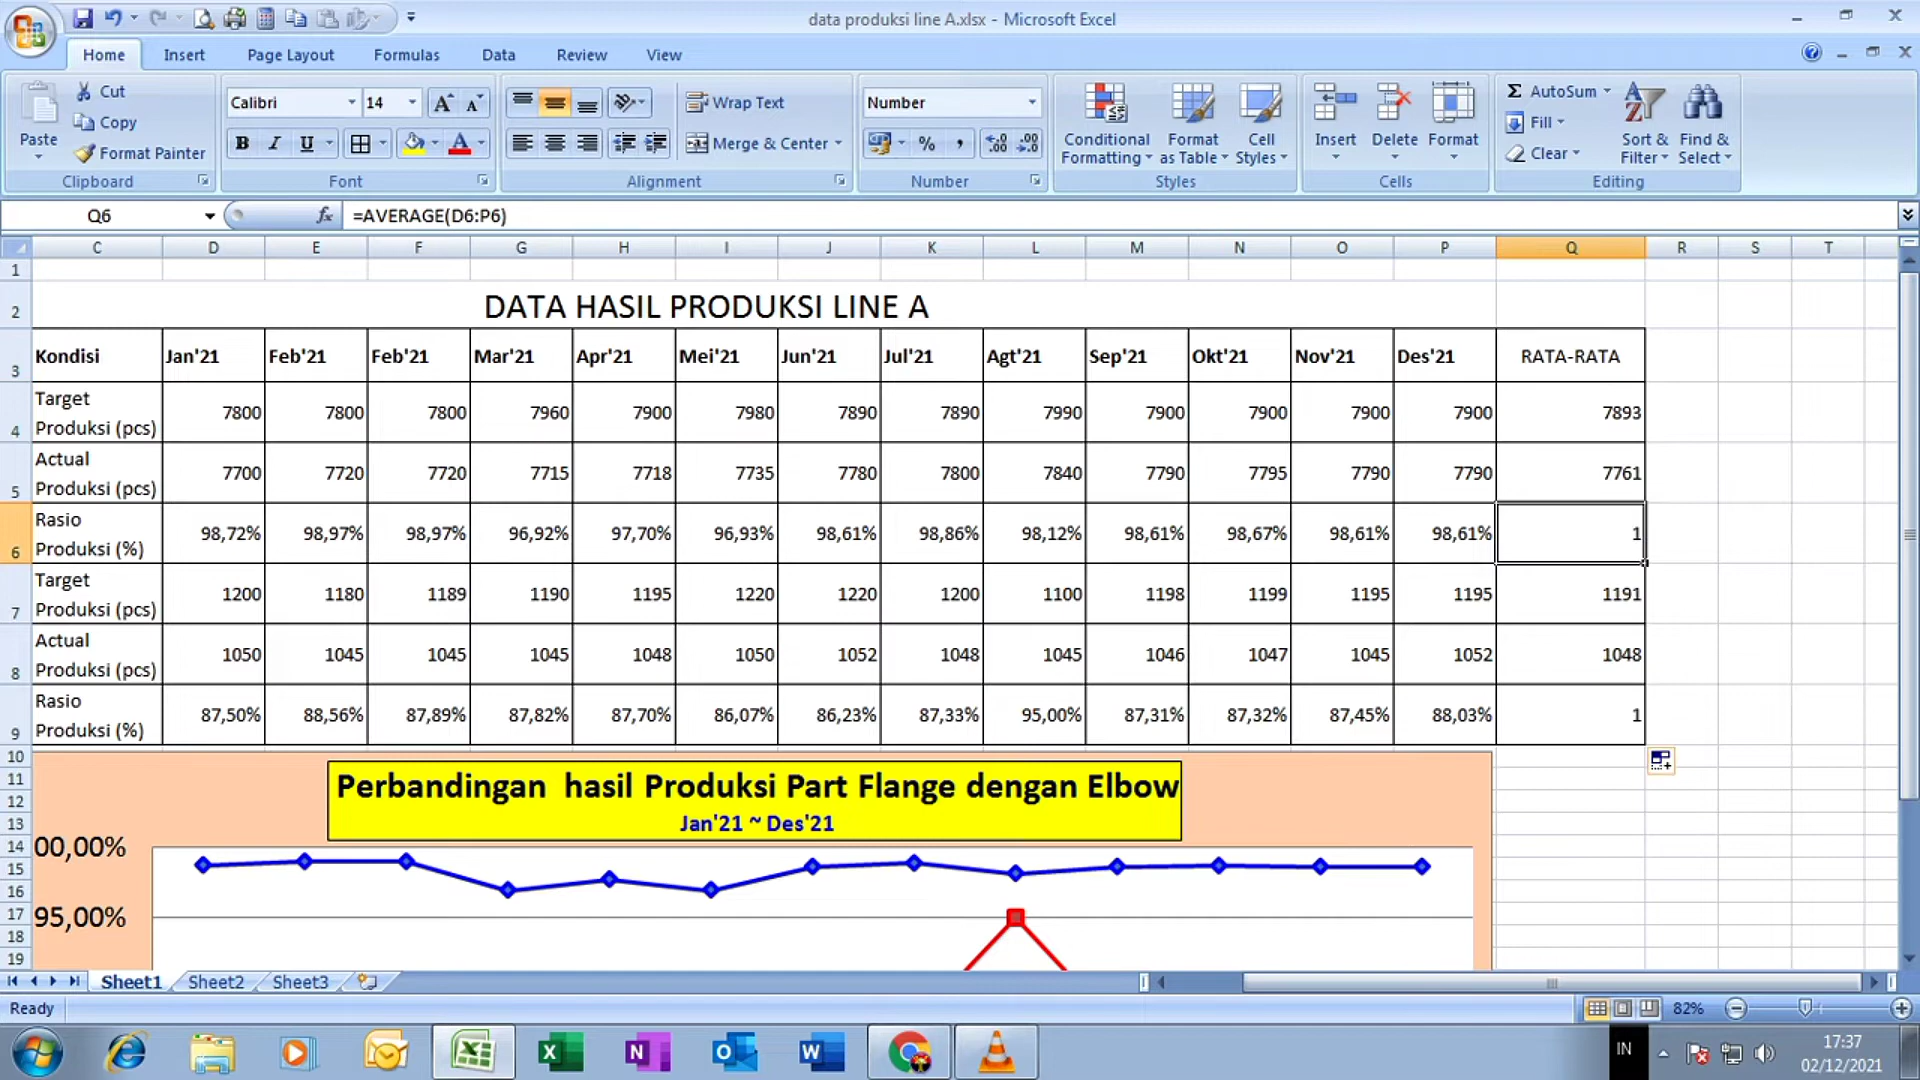 data produksi line A.xlsx - Microsoft Excel
Home Insert Page Layout Formulas Data Review View
Paste
Cut
Copy
Format Painter
Clipboard
Calibri 14
B I U
Font
Wrap Text
Merge & Center
Alignment
Number
%
Number
Conditional Formatting
Format as Table
Cell Styles
Styles
Insert Delete Format
Cells
AutoSum
Fill
Clear
Sort & Filter
Find & Select
Editing
Q6 fx =AVERAGE(D6:P6)
C D E F G H I J K L M N O P Q R S T
1
2 DATA HASIL PRODUKSI LINE A
3 Kondisi Jan'21 Feb'21 Feb'21 Mar'21 Apr'21 Mei'21 Jun'21 Jul'21 Agt'21 Sep'21 Okt'21 Nov'21 Des'21 RATA-RATA
4 Target Produksi (pcs) 7800 7800 7800 7960 7900 7980 7890 7890 7990 7900 7900 7900 7900 7893
5 Actual Produksi (pcs) 7700 7720 7720 7715 7718 7735 7780 7800 7840 7790 7795 7790 7790 7761
6 Rasio Produksi (%) 98,72% 98,97% 98,97% 96,92% 97,70% 96,93% 98,61% 98,86% 98,12% 98,61% 98,67% 98,61% 98,61% 1
7 Target Produksi (pcs) 1200 1180 1189 1190 1195 1220 1220 1200 1100 1198 1199 1195 1195 1191
8 Actual Produksi (pcs) 1050 1045 1045 1045 1048 1050 1052 1048 1045 1046 1047 1045 1052 1048
9 Rasio Produksi (%) 87,50% 88,56% 87,89% 87,82% 87,70% 86,07% 86,23% 87,33% 95,00% 87,31% 87,32% 87,45% 88,03% 1
10
11 Perbandingan hasil Produksi Part Flange dengan Elbow
12
13 Jan'21 ~ Des'21
14 00,00%
15
16
17 95,00%
18
19
Sheet1 Sheet2 Sheet3
Ready 82%
IN
17:37
02/12/2021